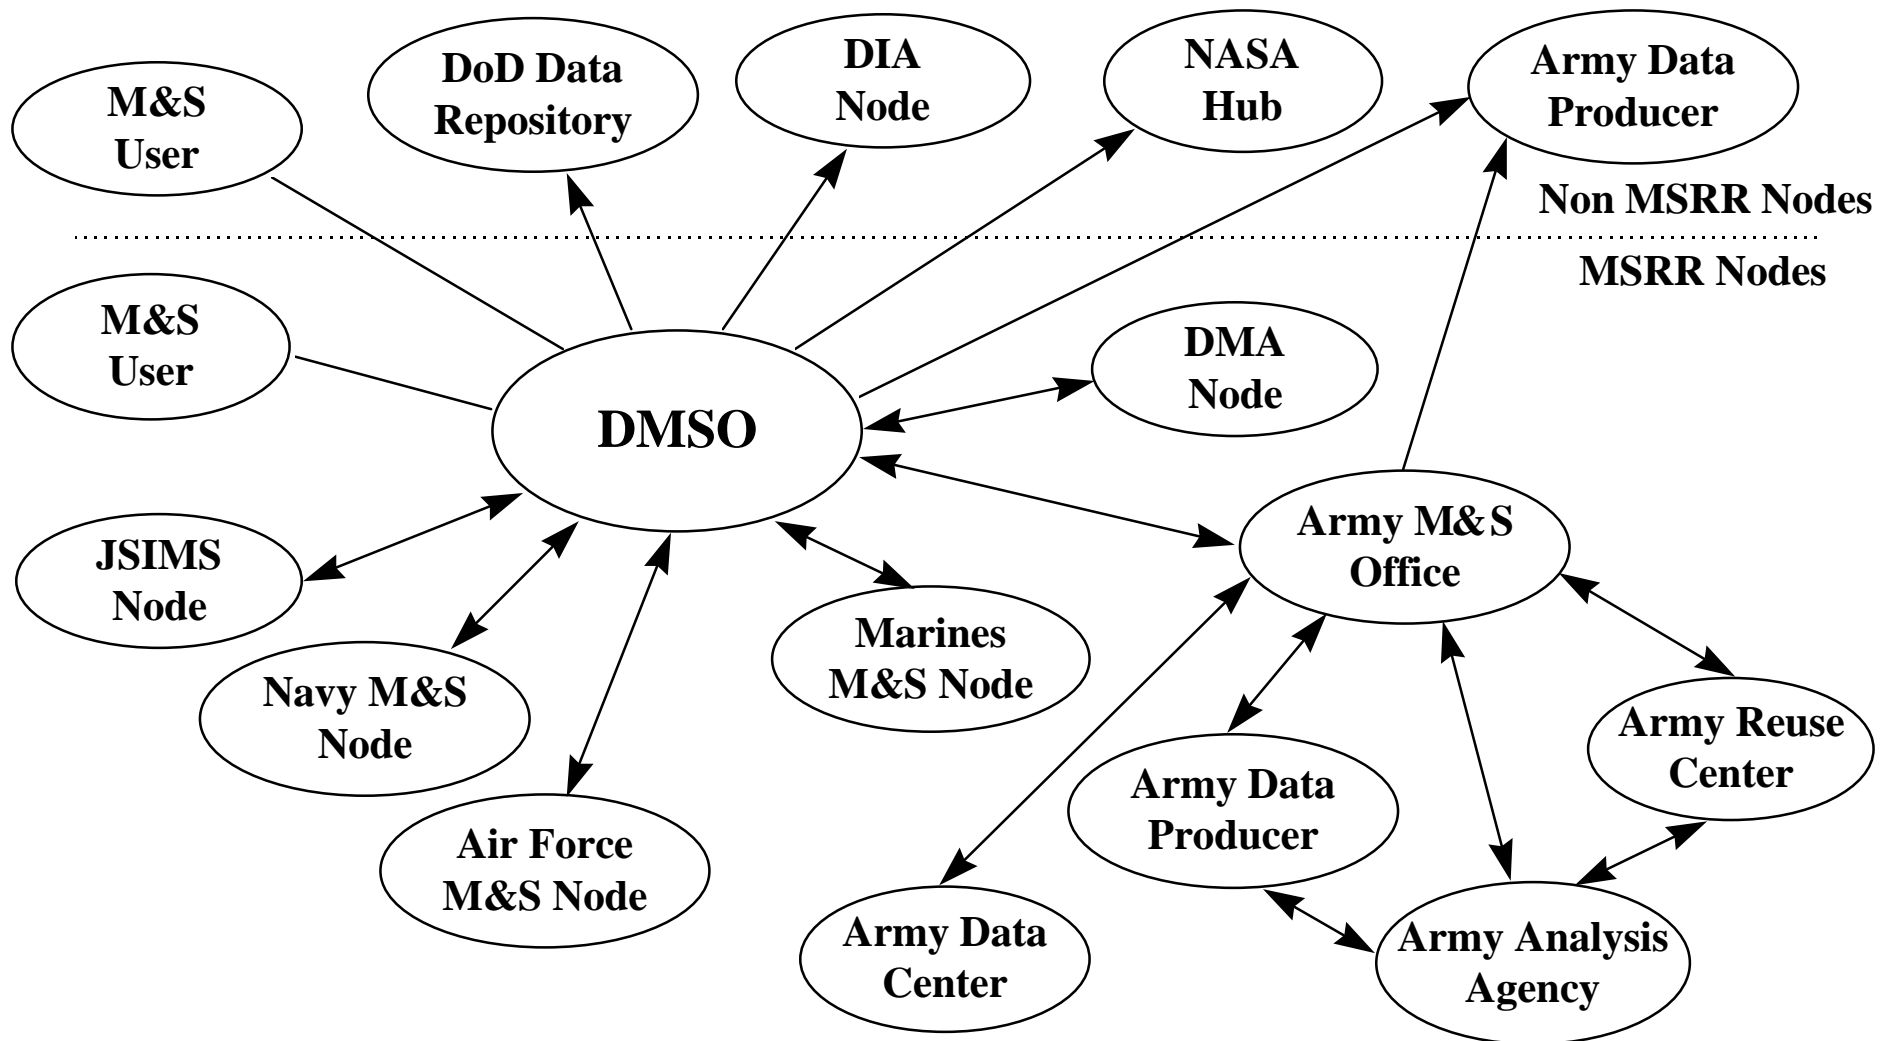 M&S
User
DoD Data
Repository
DIA
Node
NASA
Hub
Army Data
Producer
Non MSRR Nodes
MSRR Nodes
M&S
User
DMSO
DMA
Node
Army M&S
Office
JSIMS
Node
Navy M&S
Node
Air Force
M&S Node
Marines
M&S Node
Army Data
Center
Army Data
Producer
Army Reuse
Center
Army Analysis
Agency